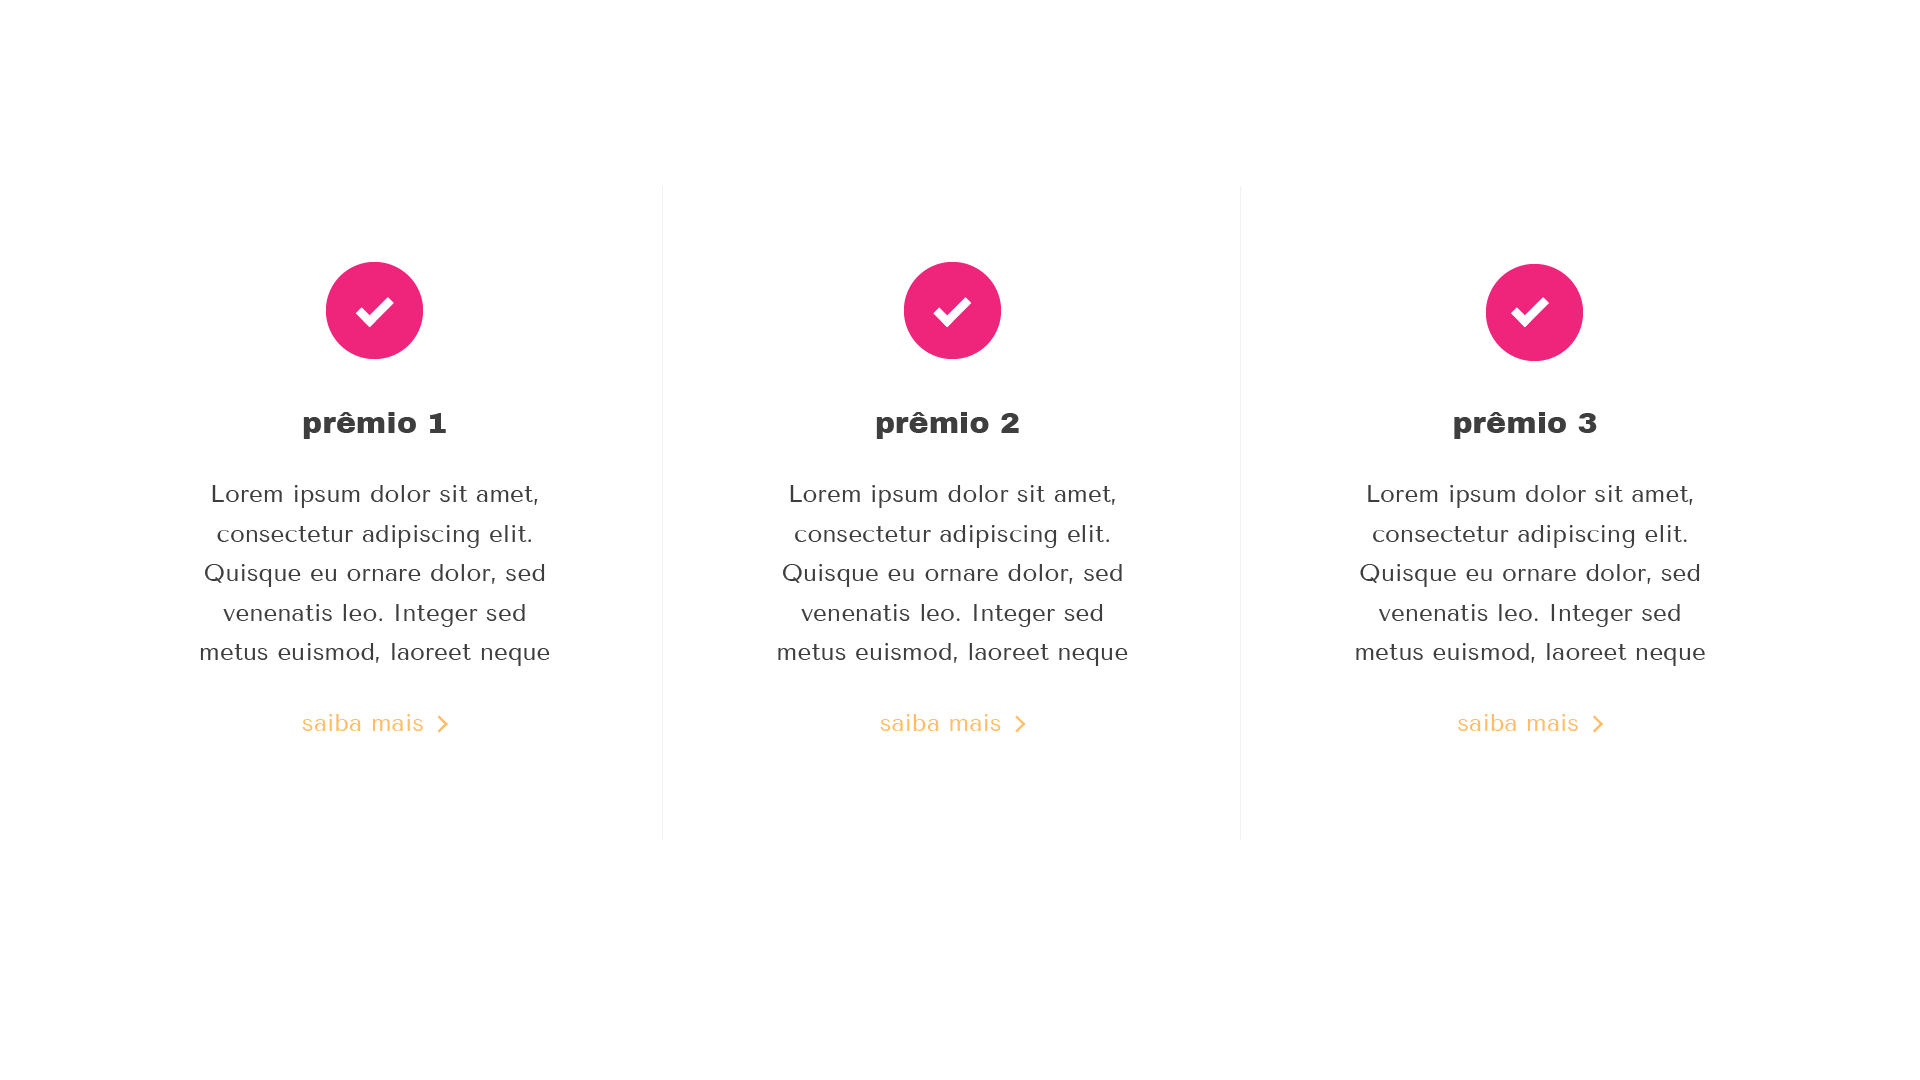 prêmio 1
Lorem ipsum dolor sit amet,
consectetur adipiscing elit.
Quisque eu ornare dolor, sed
venenatis leo. Integer sed
metus euismod, laoreet neque
saiba mais
prêmio 2
Lorem ipsum dolor sit amet,
consectetur adipiscing elit.
Quisque eu ornare dolor, sed
venenatis leo. Integer sed
metus euismod, laoreet neque
saiba mais
prêmio 3
Lorem ipsum dolor sit amet,
consectetur adipiscing elit.
Quisque eu ornare dolor, sed
venenatis leo. Integer sed
metus euismod, laoreet neque
saiba mais